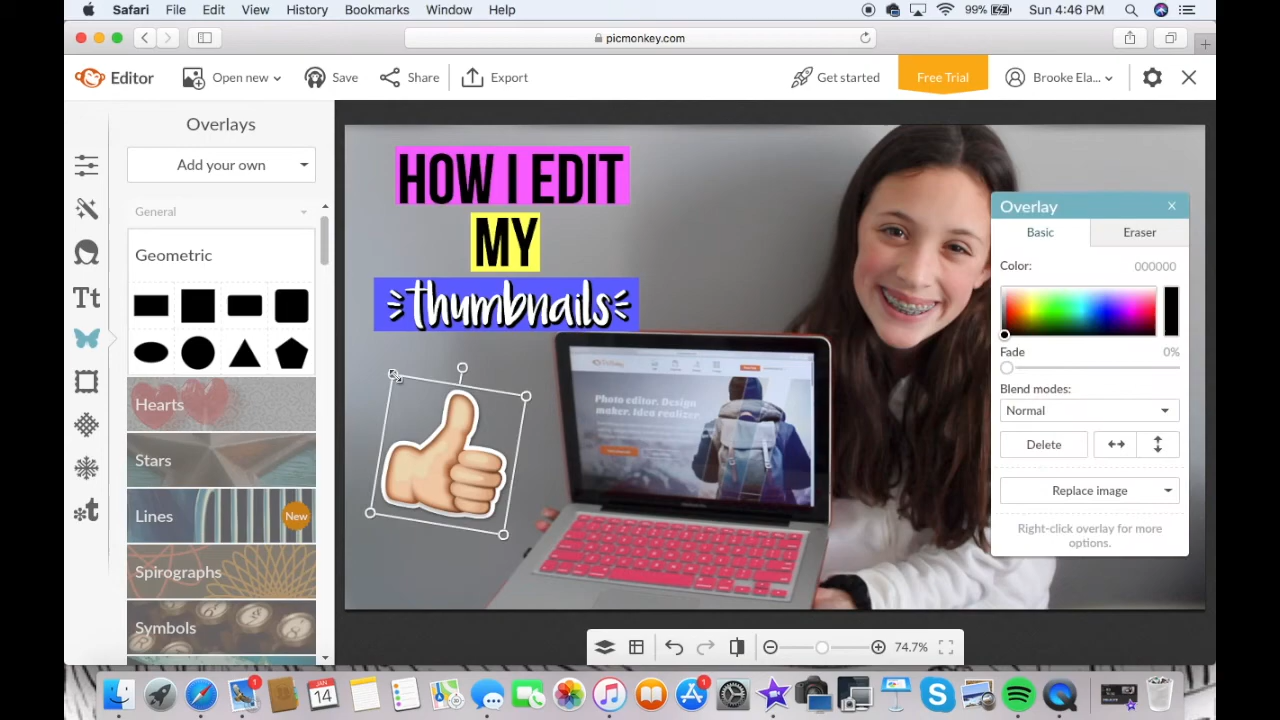 Safari File Edit View History Bookmarks Window Help 99% Sun 4:46 PM
picmonkey.com
Editor Open new Save Share Export Get started Free Trial Brooke Ela...
Overlays
Add your own
General
Geometric
Hearts
Stars
Lines New
Spirographs
Symbols
HOW I EDIT
MY
thumbnails
Photo editor. Design
maker. Idea realizer.
Overlay
Basic Eraser
Color: 000000
Fade 0%
Blend modes:
Normal
Delete
Replace image
Right-click overlay for more
options.
74.7%
1
JAN
14
1